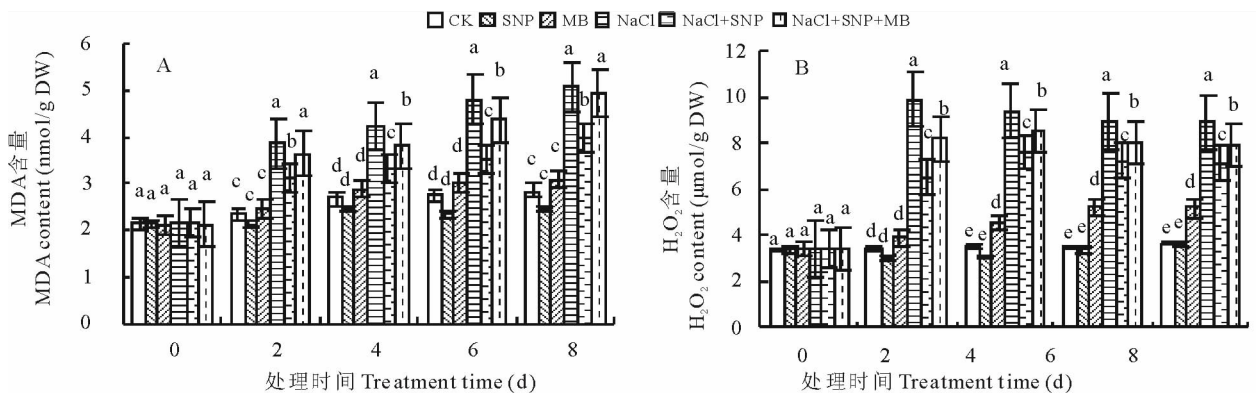 CK SNP MB NaCl NaCl+SNP NaCl+SNP+MB
A
MDA含量
MDA content (nmol/g DW)
6
5
4
3
2
1
0
a a a a a a
c c c a b a
d d d a c b
d d d a c b
c c c a b a
0 2 4 6 8
处理时间 Treatment time (d)
B
H₂O₂含量
H₂O₂ content (μmol/g DW)
12
10
8
6
4
2
0
a a a a a a
d d d a c b
e e d a c b
e e d a c b
e e d a c b
0 2 4 6 8
处理时间 Treatment time (d)